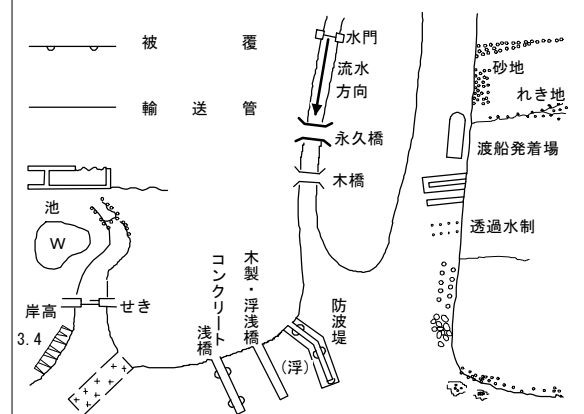 被 覆
輸 送 管
水門
流水
方向
永久橋
木橋
砂地
れき地
渡船発着場
透過水制
池
W
岸高
3.4
せき
コンクリート
浅橋
木製・浮浅橋
防波堤
(浮)